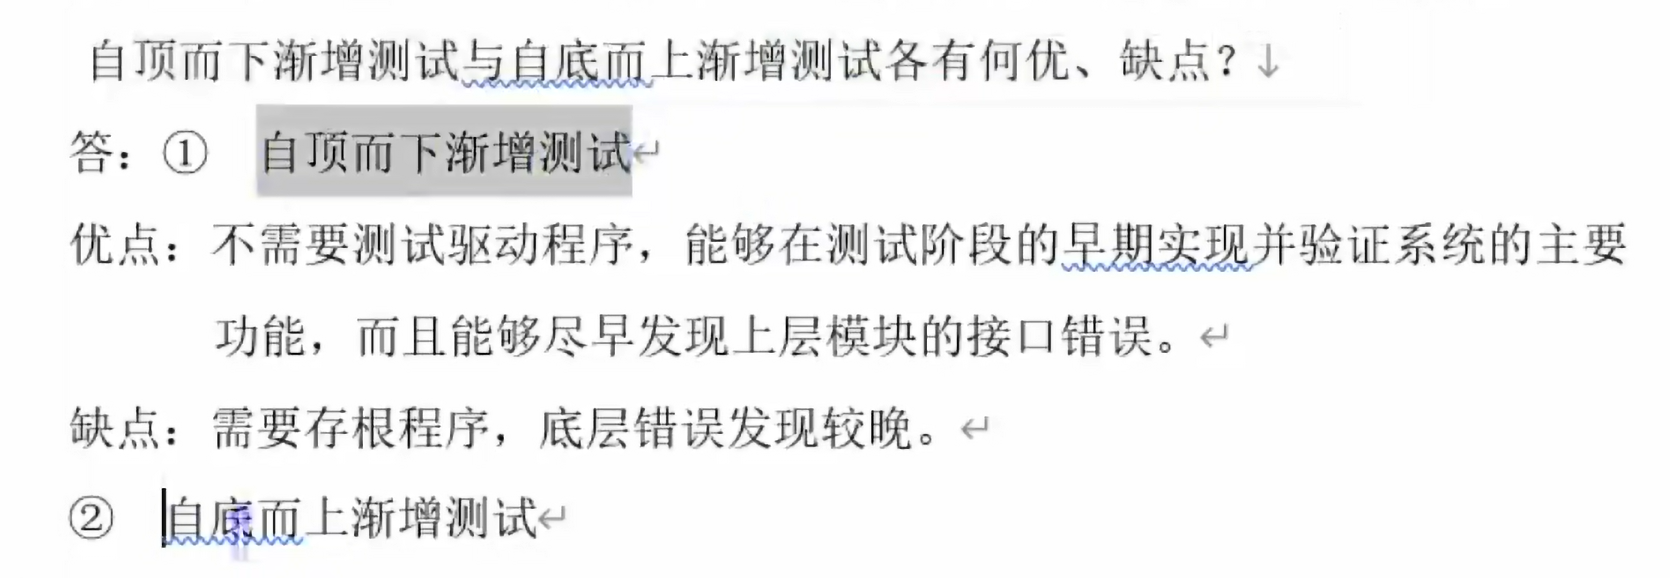 自顶而下渐增测试与自底而上渐增测试各有何优、缺点？↓
答：① 自顶而下渐增测试↵
优点：不需要测试驱动程序，能够在测试阶段的早期实现并验证系统的主要
功能，而且能够尽早发现上层模块的接口错误。↵
缺点：需要存根程序，底层错误发现较晚。↵
② 自底而上渐增测试↵